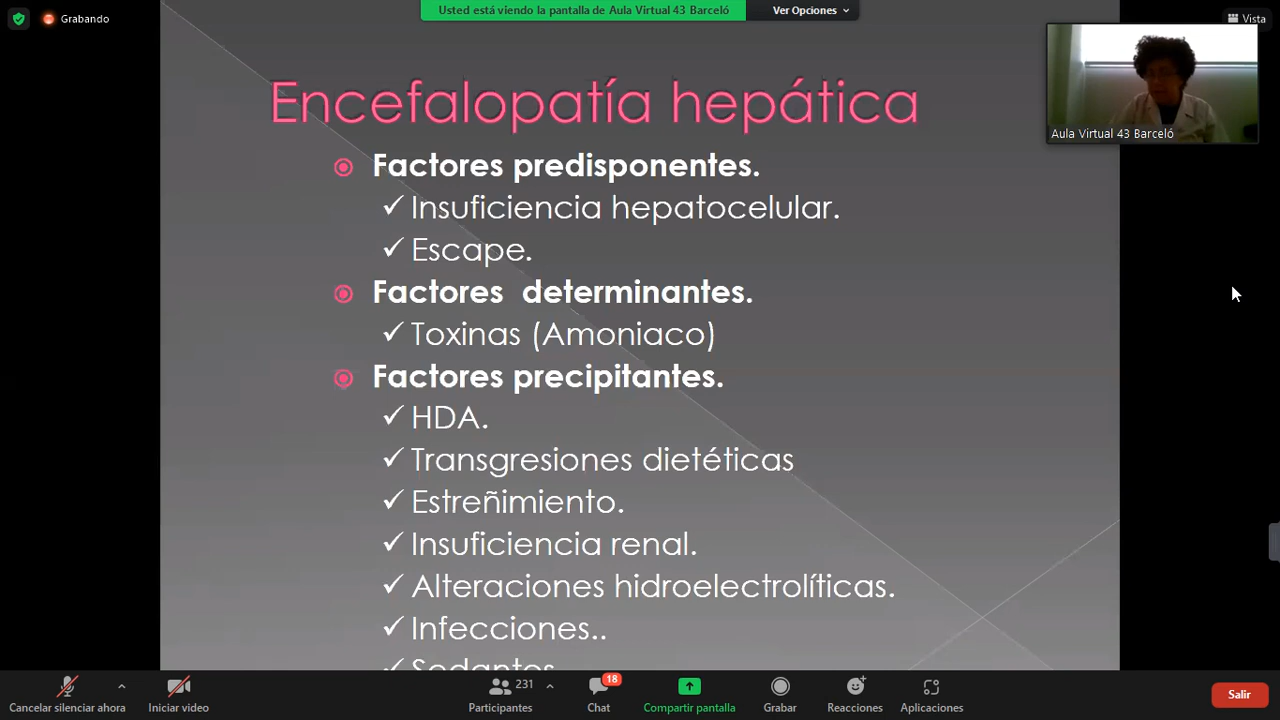 Grabando
Usted está viendo la pantalla de Aula Virtual 43 Barceló
Ver Opciones
Vista
Aula Virtual 43 Barceló
Encefalopatía hepática
Factores predisponentes.
Insuficiencia hepatocelular.
Escape.
Factores determinantes.
Toxinas (Amoniaco)
Factores precipitantes.
HDA.
Transgresiones dietéticas
Estreñimiento.
Insuficiencia renal.
Alteraciones hidroelectrolíticas.
Infecciones..
Sedantes
Cancelar silenciar ahora
Iniciar video
231
Participantes
18
Chat
Compartir pantalla
Grabar
Reacciones
Aplicaciones
Salir